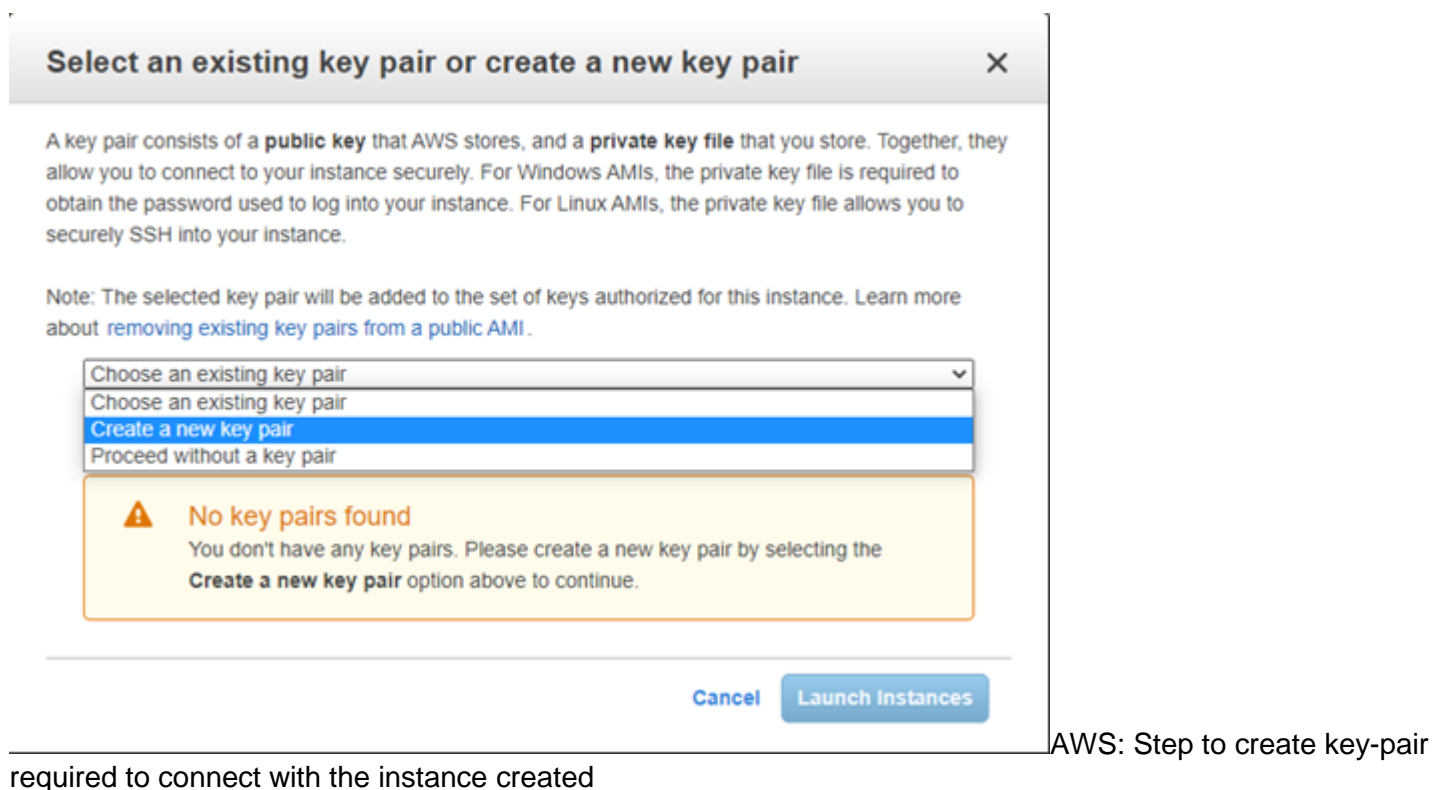 Select an existing key pair or create a new key pair ×
A key pair consists of a public key that AWS stores, and a private key file that you store. Together, they
allow you to connect to your instance securely. For Windows AMIs, the private key file is required to
obtain the password used to log into your instance. For Linux AMIs, the private key file allows you to
securely SSH into your instance.
Note: The selected key pair will be added to the set of keys authorized for this instance. Learn more
about removing existing key pairs from a public AMI.
Choose an existing key pair
Choose an existing key pair
Create a new key pair
Proceed without a key pair
No key pairs found
You don't have any key pairs. Please create a new key pair by selecting the
Create a new key pair option above to continue.
Cancel Launch Instances
AWS: Step to create key-pair
required to connect with the instance created